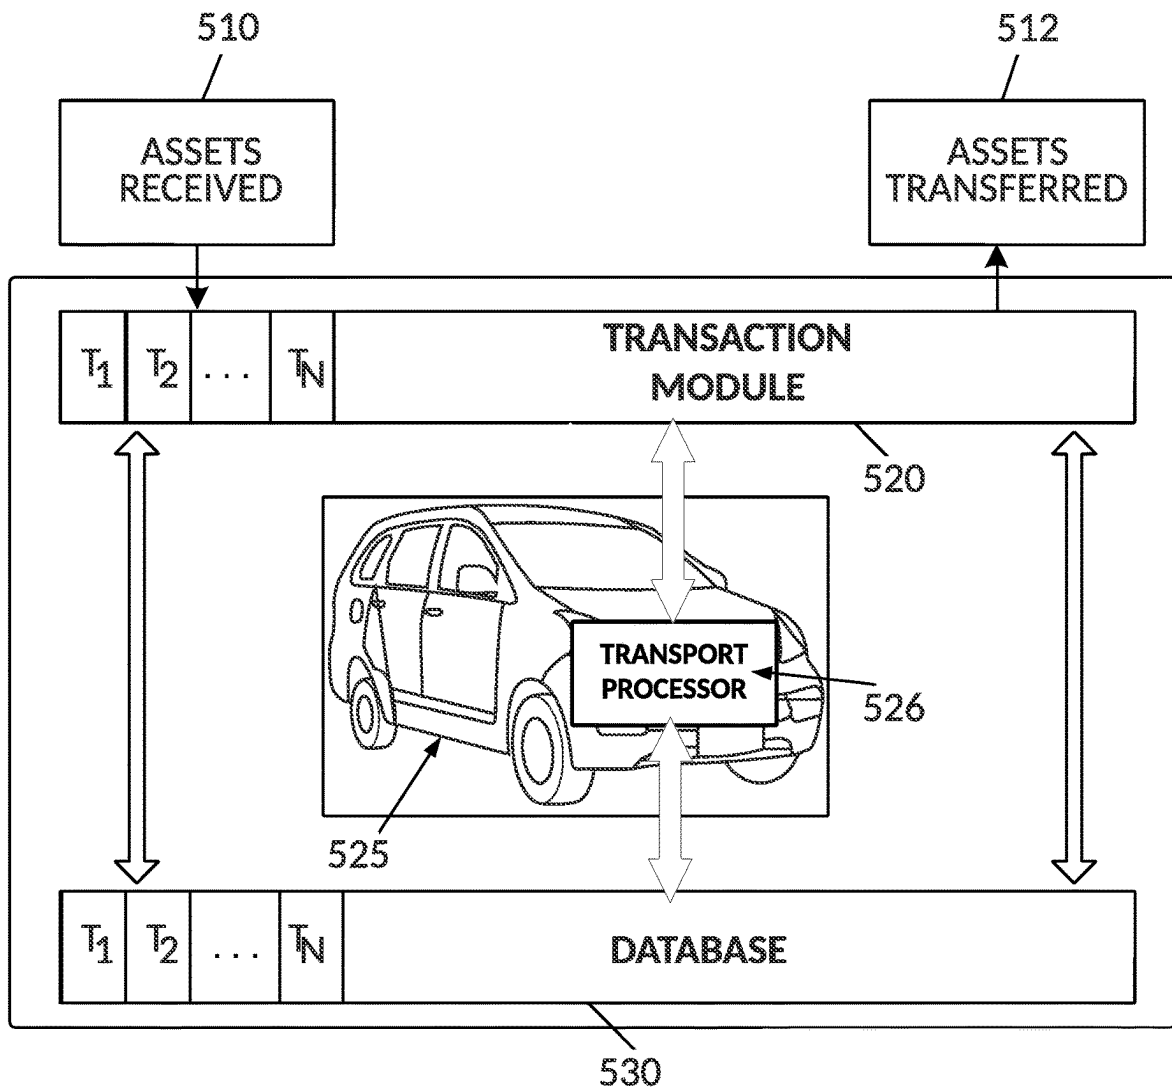 510
512
ASSETS
RECEIVED
ASSETS
TRANSFERRED
T1 T2 ... TN
TRANSACTION
MODULE
520
TRANSPORT
PROCESSOR
526
525
T1 T2 ... TN DATABASE
530